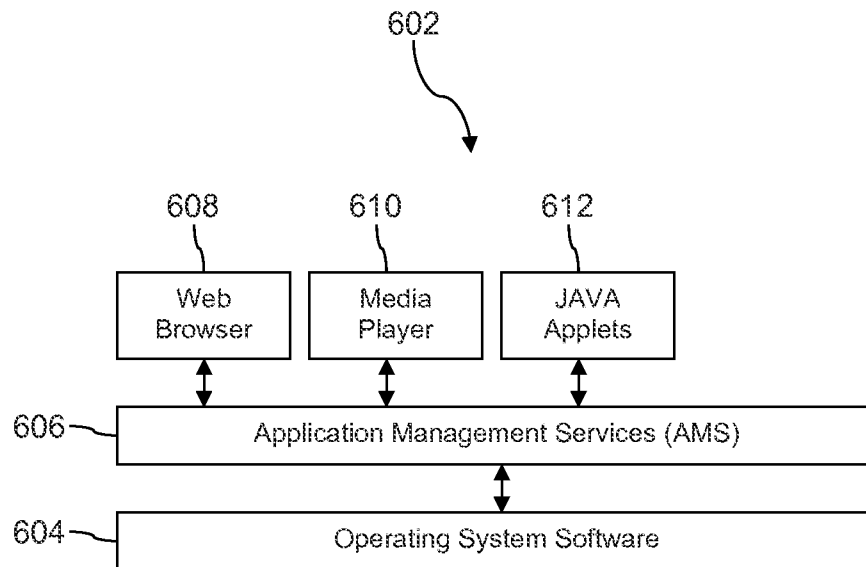 602
608
610
612
Web
Browser
Media
Player
JAVA
Applets
606
Application Management Services (AMS)
604
Operating System Software